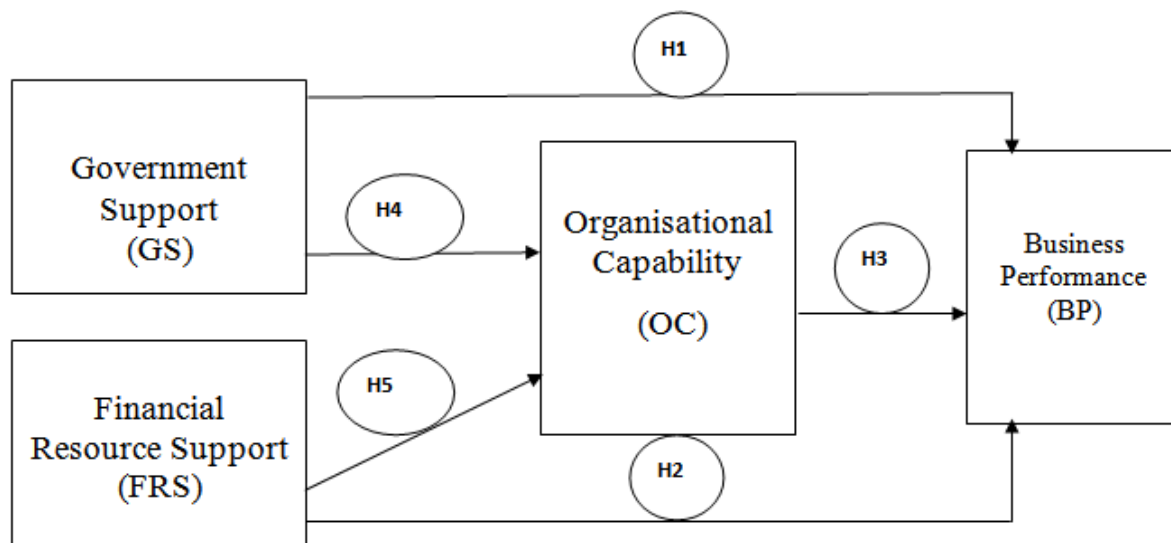 H1
Government
Support
(GS)
H4
Organisational
Capability
(OC)
H3
Business
Performance
(BP)
H5
Financial
Resource Support
(FRS)
H2